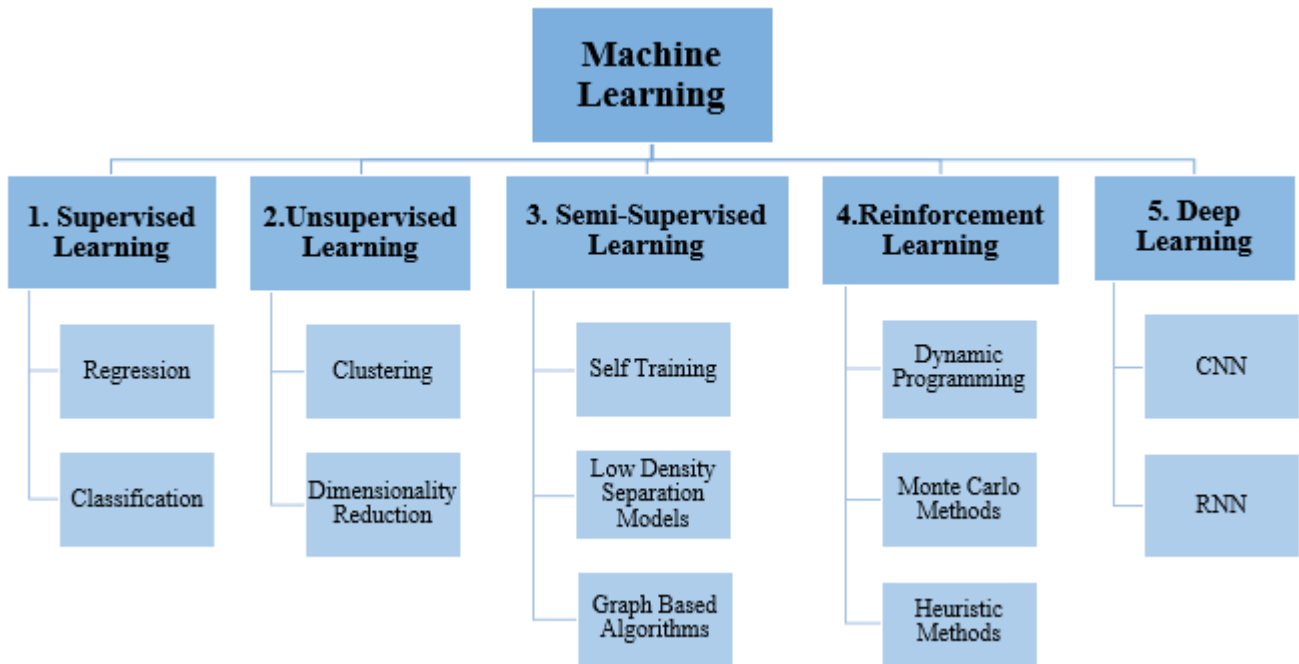 Machine
Learning
1. Supervised
Learning
2.Unsupervised
Learning
3. Semi-Supervised
Learning
4.Reinforcement
Learning
5. Deep
Learning
Regression
Classification
Clustering
Dimensionality
Reduction
Self Training
Low Density
Separation
Models
Graph Based
Algorithms
Dynamic
Programming
Monte Carlo
Methods
Heuristic
Methods
CNN
RNN